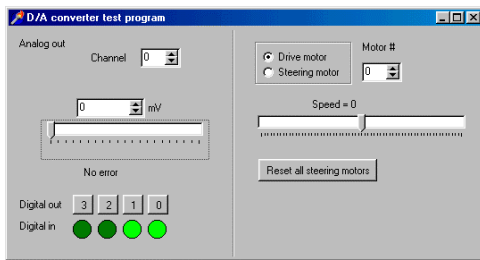 D/A converter test program
Analog out
Channel 0
0 mV
No error
Digital out 3 2 1 0
Digital in
Drive motor
Steering motor
Motor #
0
Speed = 0
Reset all steering motors